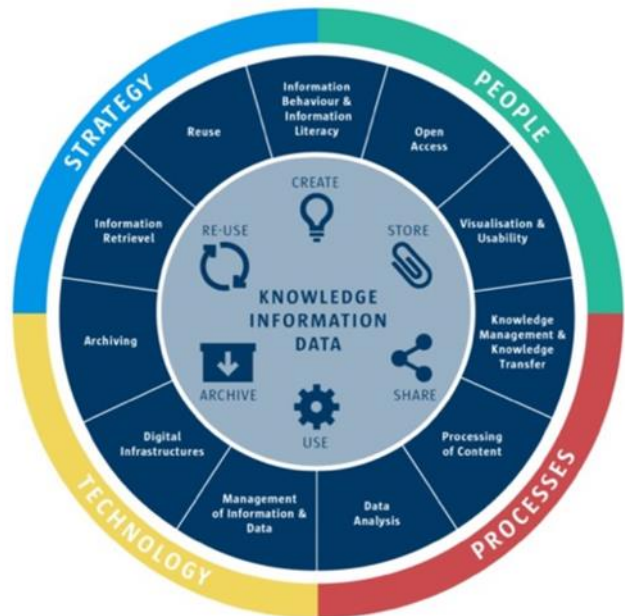 STRATEGY
PEOPLE
PROCESSES
TECHNOLOGY
Information
Behaviour &
Information
Literacy
Open
Access
Visualisation &
Usability
Knowledge
Management &
Knowledge
Transfer
Processing
of Content
Data
Analysis
Management
of Information &
Data
Digital
Infrastructures
Archiving
Information
Retrievel
Reuse
CREATE
STORE
SHARE
USE
ARCHIVE
RE-USE
KNOWLEDGE
INFORMATION
DATA